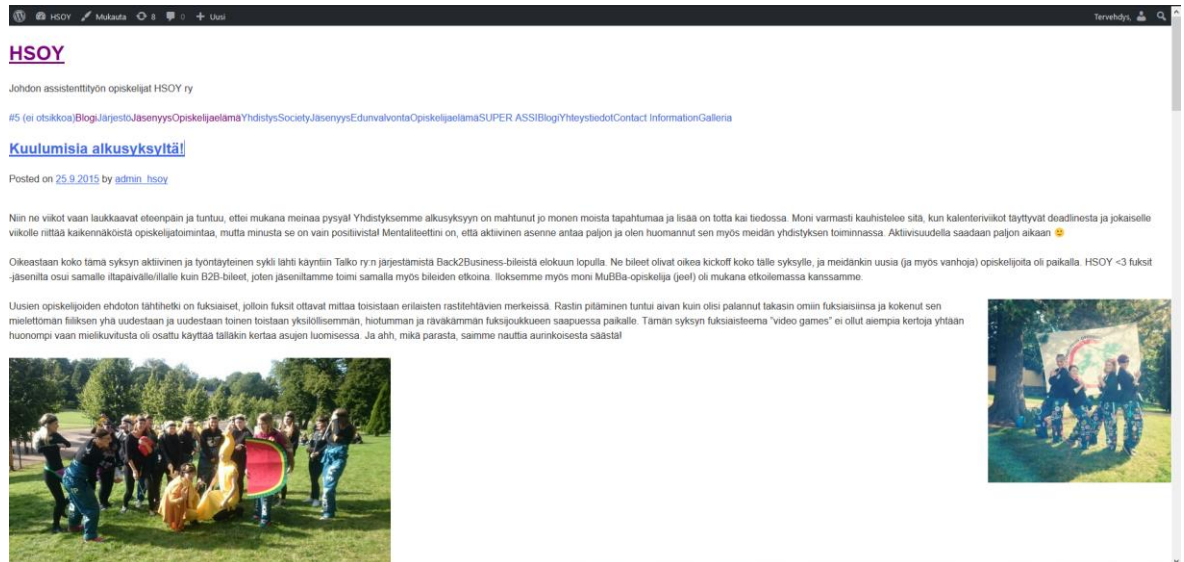 HSOY Mukauta 8 0 + Uusi Tervehdys,
HSOY
Johdon assistenttityön opiskelijat HSOY ry
#5 (ei otsikkoa)BlogiJärjestöJäsenyysOpiskelijaelämäYhdistysSocietyJäsenyysEdunvalvontaOpiskelijaelämäSUPER ASSIBlogiYhteystiedotContact InformationGalleria
Kuulumisia alkusyksyltä!
Posted on 25.9.2015 by admin_hsoy
Niin ne viikot vaan laukkaavat eteenpäin ja tuntuu, ettei mukana meinaa pysyä! Yhdistyksemme alkusyksyyn on mahtunut jo monen moista tapahtumaa ja lisää on totta kai tiedossa. Moni varmasti kauhistelee sitä, kun kalenteriviikot täyttyvät deadlinesta ja jokaiselle
viikolle riittää kaikennäköistä opiskelijatoimintaa, mutta minusta se on vain positiivista! Mentaliteettini on, että aktiivinen asenne antaa paljon ja olen huomannut sen myös meidän yhdistyksen toiminnassa. Aktiivisuudella saadaan paljon aikaan 🙂
Oikeastaan koko tämä syksyn aktiivinen ja työntäyteinen sykli lähti käyntiin Talko ry:n järjestämistä Back2Business-bileistä elokuun lopulla. Ne bileet olivat oikea kickoff koko tälle syksylle, ja meidänkin uusia (ja myös vanhoja) opiskelijoita oli paikalla. HSOY <3 fuksit
-jäsenilta osui samalle iltapäivälle/illalle kuin B2B-bileet, joten jäseniltamme toimi samalla myös bileiden etkoina. Iloksemme myös moni MuBBa-opiskelija (jee!) oli mukana etkoilemassa kanssamme.
Uusien opiskelijoiden ehdoton tähtihetki on fuksiaiset, jolloin fuksit ottavat mittaa toisistaan erilaisten rastitehtävien merkeissä. Rastin pitäminen tuntui aivan kuin olisi palannut takasin omiin fuksiaisiinsa ja kokenut sen
mielettömän fiiliksen yhä uudestaan ja uudestaan toinen toistaan yksilöllisemmän, hiotumman ja räväkämmän fuksijoukkueen saapuessa paikalle. Tämän syksyn fuksiaisteema "video games" ei ollut aiempia kertoja yhtään
huonompi vaan mielikuvitusta oli osattu käyttää tälläkin kertaa asujen luomisessa. Ja ahh, mikä parasta, saimme nauttia aurinkoisesta säästä!